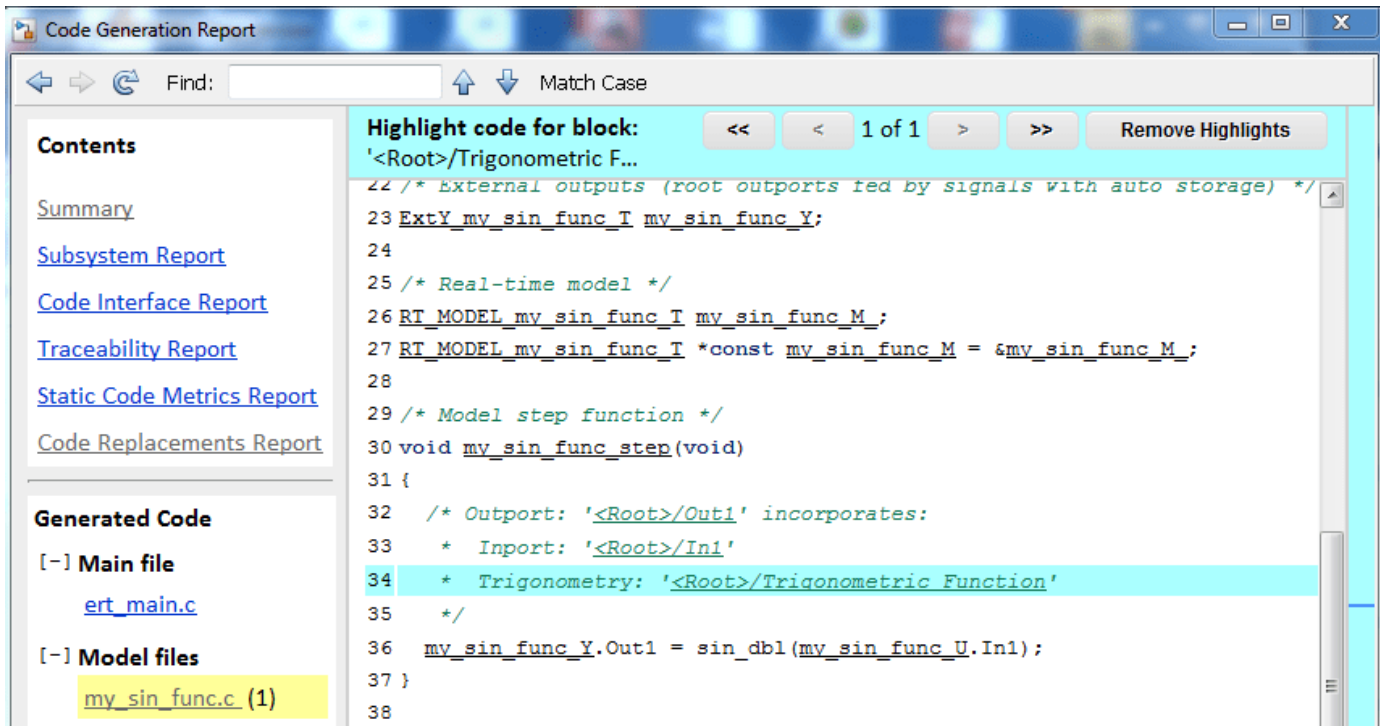 Code Generation Report
Find:
Match Case
Contents
Summary
Subsystem Report
Code Interface Report
Traceability Report
Static Code Metrics Report
Code Replacements Report
Generated Code
[-] Main file
ert_main.c
[-] Model files
my_sin_func.c (1)
Highlight code for block:
'<Root>/Trigonometric F...
<< < 1 of 1 > >> Remove Highlights
22 /* External outputs (root outports fed by signals with auto storage) */
23 ExtY_my_sin_func_T my_sin_func_Y;
24
25 /* Real-time model */
26 RT_MODEL_my_sin_func_T my_sin_func_M_;
27 RT_MODEL_my_sin_func_T *const my_sin_func_M = &my_sin_func_M_;
28
29 /* Model step function */
30 void my_sin_func_step(void)
31 {
32   /* Outport: '<Root>/Out1' incorporates:
33    *  Inport: '<Root>/In1'
34    *  Trigonometry: '<Root>/Trigonometric Function'
35    */
36   my_sin_func_Y.Out1 = sin_dbl(my_sin_func_U.In1);
37 }
38